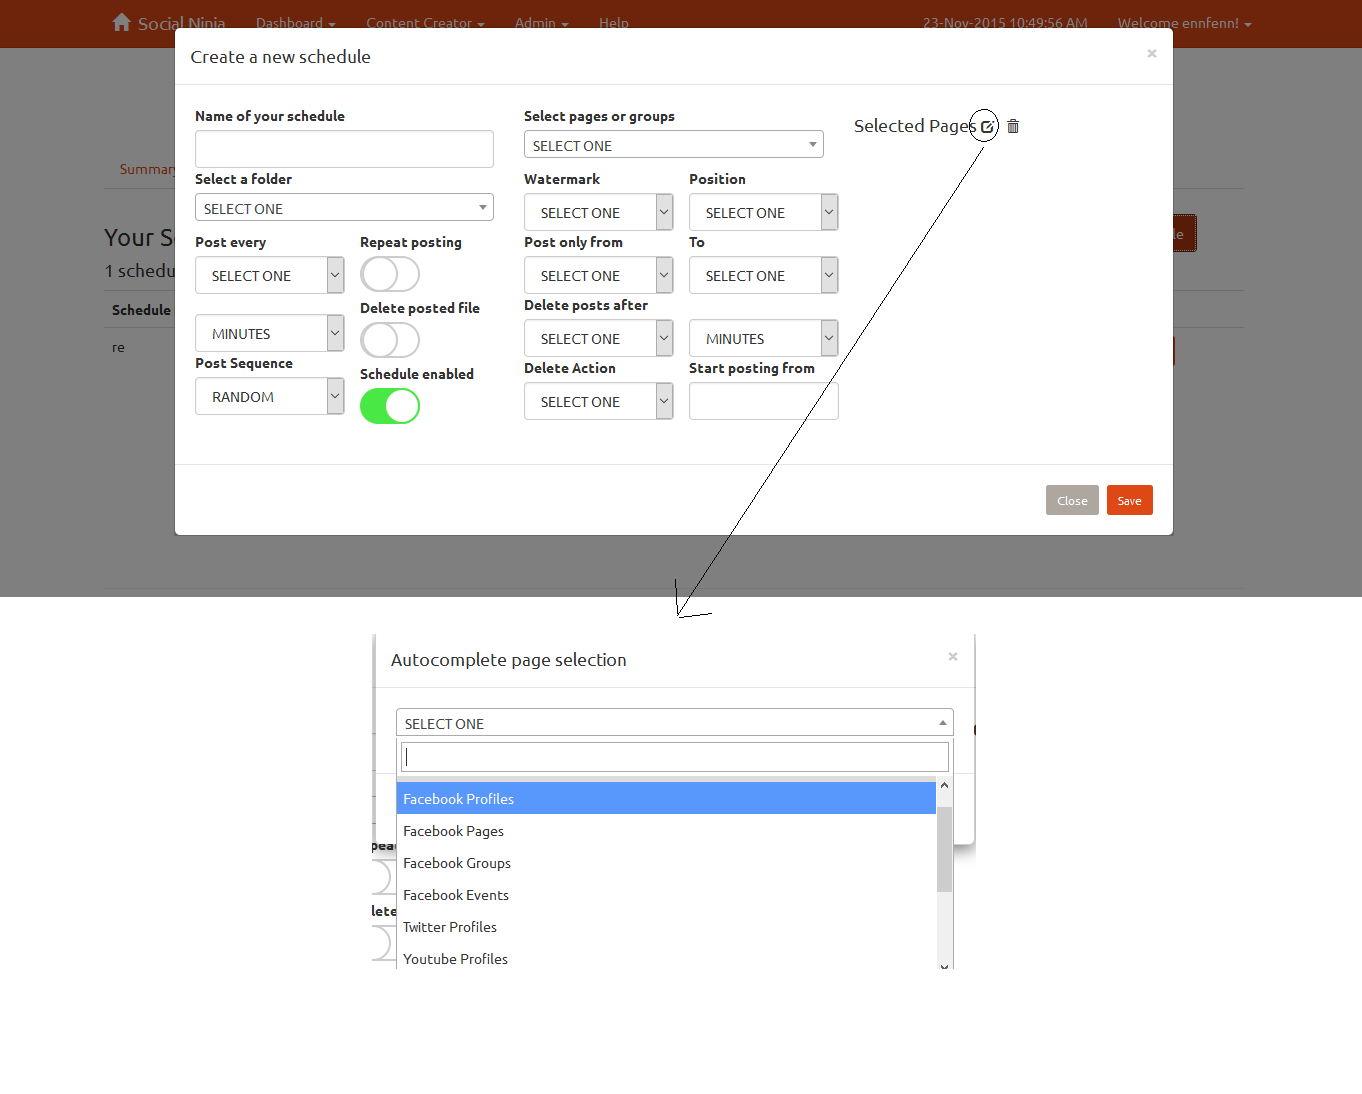 Social Ninja Dashboard Content Creator Admin Help 23-Nov-2015 10:49:56 AM Welcome ennfenn!
Create a new schedule ×
Name of your schedule
Select a folder
SELECT ONE
Post every
SELECT ONE
MINUTES
Post Sequence
RANDOM
Repeat posting
Delete posted file
Schedule enabled
Select pages or groups
SELECT ONE
Watermark Position
SELECT ONE SELECT ONE
Post only from To
SELECT ONE SELECT ONE
Delete posts after
SELECT ONE MINUTES
Delete Action Start posting from
SELECT ONE
Selected Pages
Close Save
Summary
Your S
1 schedu
Schedule
re
le
Autocomplete page selection ×
SELECT ONE
Facebook Profiles
Facebook Pages
Facebook Groups
Facebook Events
Twitter Profiles
Youtube Profiles
pea
lete